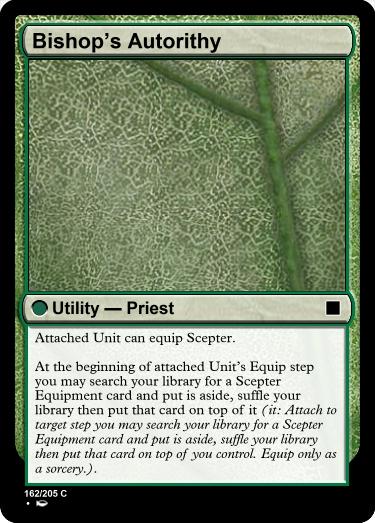 Bishop's Autorithy
Utility — Priest
Attached Unit can equip Scepter.
At the beginning of attached Unit's Equip step
you may search your library for a Scepter
Equipment card and put is aside, suffle your
library then put that card on top of it (it: Attach to
target step you may search your library for a Scepter
Equipment card and put is aside, suffle your library
then put that card on top of you control. Equip only as
a sorcery.).
162/205 C